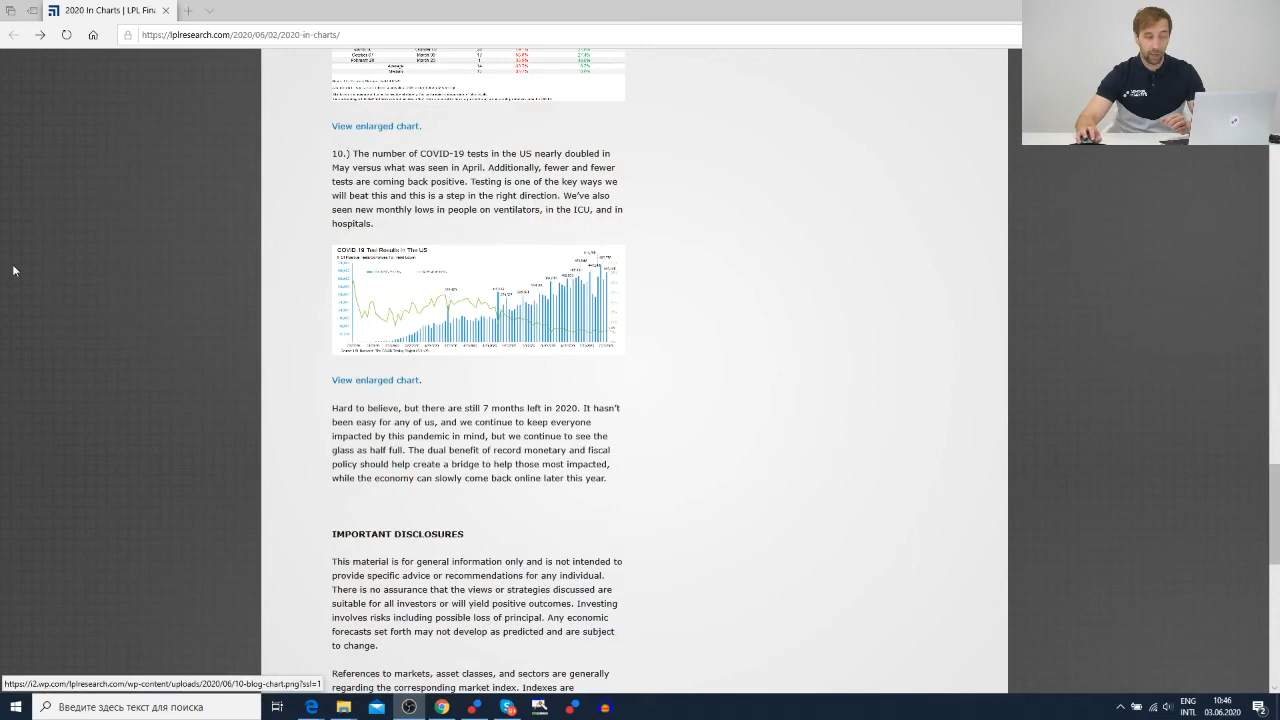 2020 In Charts | LPL Fina
https://lplresearch.com/2020/06/02/2020-in-charts/
Average
Median
View enlarged chart.
10.) The number of COVID-19 tests in the US nearly doubled in
May versus what was seen in April. Additionally, fewer and fewer
tests are coming back positive. Testing is one of the key ways we
will beat this and this is a step in the right direction. We've also
seen new monthly lows in people on ventilators, in the ICU, and in
hospitals.
COVID-19 Test Results In The US
View enlarged chart.
Hard to believe, but there are still 7 months left in 2020. It hasn't
been easy for any of us, and we continue to keep everyone
impacted by this pandemic in mind, but we continue to see the
glass as half full. The dual benefit of record monetary and fiscal
policy should help create a bridge to help those most impacted,
while the economy can slowly come back online later this year.
IMPORTANT DISCLOSURES
This material is for general information only and is not intended to
provide specific advice or recommendations for any individual.
There is no assurance that the views or strategies discussed are
suitable for all investors or will yield positive outcomes. Investing
involves risks including possible loss of principal. Any economic
forecasts set forth may not develop as predicted and are subject
to change.
References to markets, asset classes, and sectors are generally
regarding the corresponding market index. Indexes are
https://i2.wp.com/lplresearch.com/wp-content/uploads/2020/06/10-blog-chart.png?ssl=1
Введите здесь текст для поиска
ENG
INTL
10:46
03.06.2020